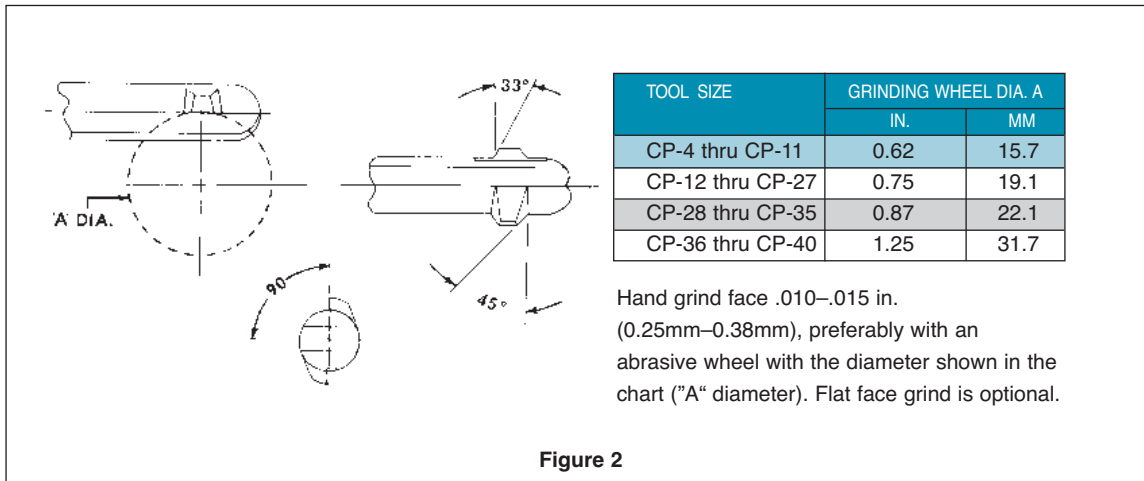 33°
'A' DIA.
90
45°
TOOL SIZE GRINDING WHEEL DIA. A
IN. MM
CP-4 thru CP-11 0.62 15.7
CP-12 thru CP-27 0.75 19.1
CP-28 thru CP-35 0.87 22.1
CP-36 thru CP-40 1.25 31.7
Hand grind face .010–.015 in.
(0.25mm–0.38mm), preferably with an
abrasive wheel with the diameter shown in the
chart ("A“ diameter). Flat face grind is optional.
Figure 2